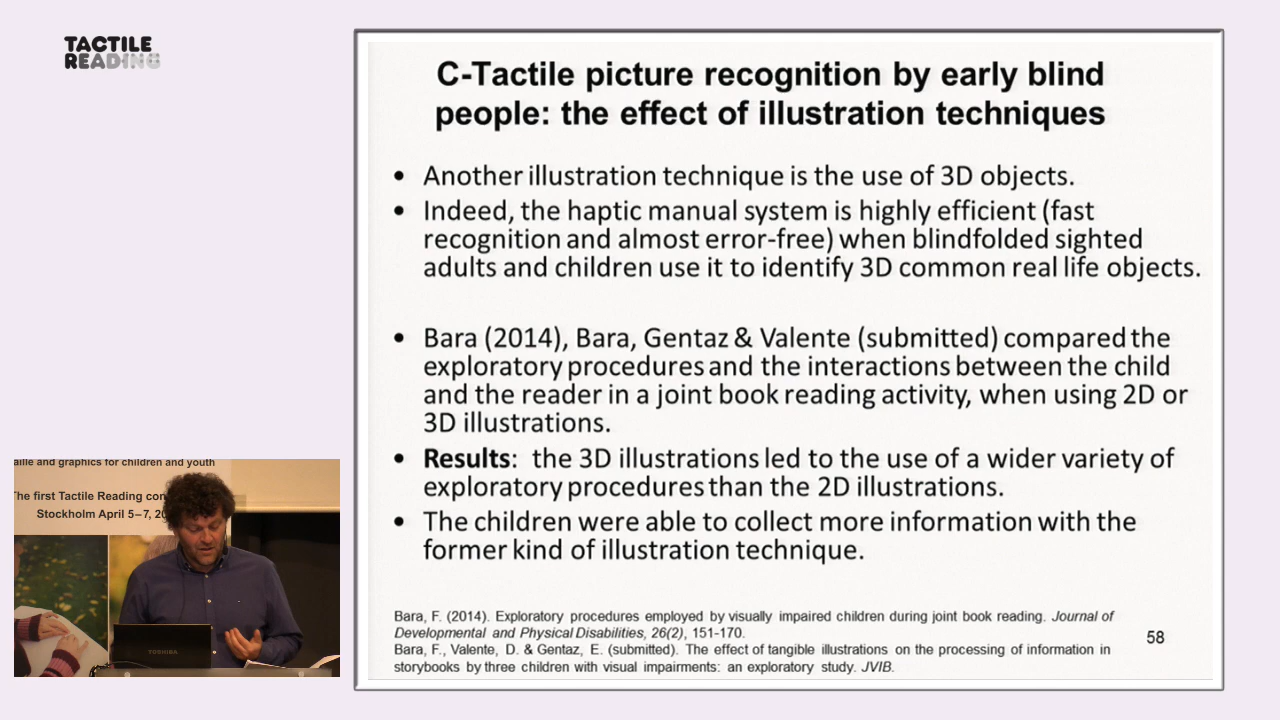 TACTILE
READING
C-Tactile picture recognition by early blind
people: the effect of illustration techniques
• Another illustration technique is the use of 3D objects.
• Indeed, the haptic manual system is highly efficient (fast
recognition and almost error-free) when blindfolded sighted
adults and children use it to identify 3D common real life objects.
• Bara (2014), Bara, Gentaz & Valente (submitted) compared the
exploratory procedures and the interactions between the child
and the reader in a joint book reading activity, when using 2D or
3D illustrations.
• Results: the 3D illustrations led to the use of a wider variety of
exploratory procedures than the 2D illustrations.
• The children were able to collect more information with the
former kind of illustration technique.
Bara, F. (2014). Exploratory procedures employed by visually impaired children during joint book reading. Journal of
Developmental and Physical Disabilities, 26(2), 151-170.
Bara, F., Valente, D. & Gentaz, E. (submitted). The effect of tangible illustrations on the processing of information in
storybooks by three children with visual impairments: an exploratory study. JVIB.
58
aille and graphics for children and youth
The first Tactile Reading con
Stockholm April 5–7, 20
TOSHIBA